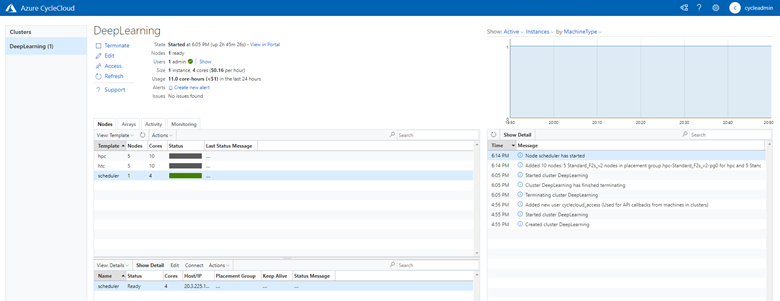 Azure CycleCloud
cycleadmin
Clusters
DeepLearning (1)
DeepLearning
Terminate
Edit
Access
Refresh
Support
State Started at 6:05 PM (up 2h 45m 26s) - View in Portal
Nodes 1 ready
Users 1 admin Show
Size 1 instance, 4 cores ($0.16 per hour)
Usage 11.0 core-hours (<$1) in the last 24 hours
Alerts Create new alert
Issues No issues found
Show: Active Instances by MachineType
1
20:00 20:10 20:20 20:30 20:40 20:50
Nodes Arrays Activity Monitoring
View: Template Actions Search
Template Nodes Cores Status Last Status Message
hpc 5 10 ...
htc 5 10 ...
scheduler 1 4 ...
View: Details Show Detail Edit Connect Actions Search
Name Status Cores Host/IP Placement Group Keep Alive Status Message
scheduler Ready 4 20.3.225.1... ... ... ...
Show Detail Search
Time Message
6:14 PM Node scheduler has started
6:14 PM Added 10 nodes: 5 Standard_F2s_v2 nodes in placement group hpc-Standard_F2s_v2-pg0 for hpc and 5 Stand
6:05 PM Started cluster DeepLearning
6:05 PM Cluster DeepLearning has finished terminating
6:05 PM Terminating cluster DeepLearning
4:56 PM Added new user cyclecloud_access (Used for API callbacks from machines in clusters)
4:55 PM Started cluster DeepLearning
4:55 PM Created cluster DeepLearning